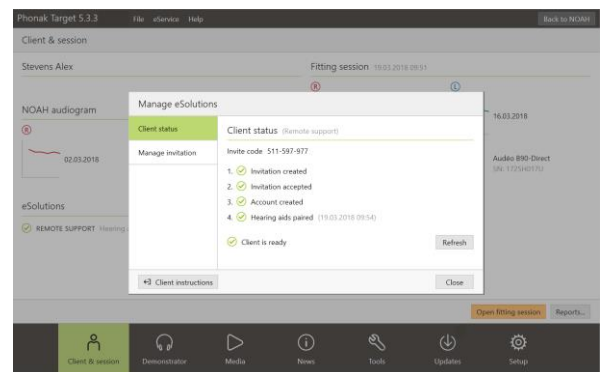 Phonak Target 5.3.3 File eService Help Back to NOAH
Client & session
Stevens Alex
Fitting session 19.03.2018 09:51
R L
NOAH audiogram
R
02.03.2018
16.03.2018
Audéo B90-Direct
eSolutions
REMOTE SUPPORT Hearing
Manage eSolutions
Client status
Manage invitation
Client status (Remote support)
Invite code 511-597-977
1. Invitation created
2. Invitation accepted
3. Account created
4. Hearing aids paired (19.03.2018 09:54)
Client is ready
Refresh
Client instructions
Close
Open fitting session Reports...
Client & session Demonstrator Media News Tools Updates Setup